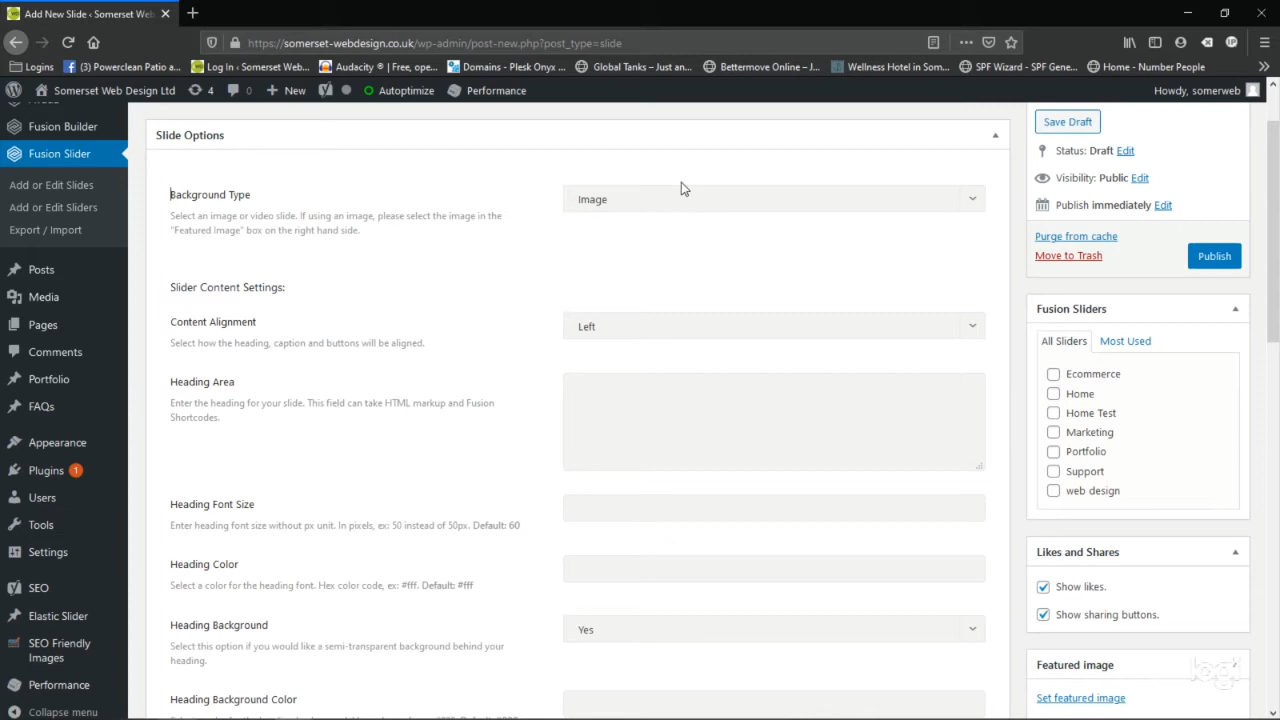 Add New Slide ‹ Somerset Web
https://somerset-webdesign.co.uk/wp-admin/post-new.php?post_type=slide
Logins
(3) Powerclean Patio a...
Log In ‹ Somerset Web...
Audacity ® | Free, ope...
Domains - Plesk Onyx ...
Global Tanks – Just an...
Bettermove Online – J...
Wellness Hotel in Som...
SPF Wizard - SPF Gene...
Home - Number People
Somerset Web Design Ltd
4
0
New
Autoptimize
Performance
Howdy, someweb
Fusion Builder
Fusion Slider
Add or Edit Slides
Add or Edit Sliders
Export / Import
Posts
Media
Pages
Comments
Portfolio
FAQs
Appearance
Plugins 1
Users
Tools
Settings
SEO
Elastic Slider
SEO Friendly
Images
Performance
Collapse menu
Slide Options
Background Type
Select an image or video slide. If using an image, please select the image in the
"Featured Image" box on the right hand side.
Image
Slider Content Settings:
Content Alignment
Select how the heading, caption and buttons will be aligned.
Left
Heading Area
Enter the heading for your slide. This field can take HTML markup and Fusion
Shortcodes.
Heading Font Size
Enter heading font size without px unit. In pixels, ex: 50 instead of 50px. Default: 60
Heading Color
Select a color for the heading font. Hex color code, ex: #fff. Default: #fff
Heading Background
Select this option if you would like a semi-transparent background behind your
heading.
Yes
Heading Background Color
Save Draft
Status: Draft Edit
Visibility: Public Edit
Publish immediately Edit
Purge from cache
Move to Trash
Publish
Fusion Sliders
All Sliders
Most Used
Ecommerce
Home
Home Test
Marketing
Portfolio
Support
web design
Likes and Shares
Show likes.
Show sharing buttons.
Featured image
Set featured image